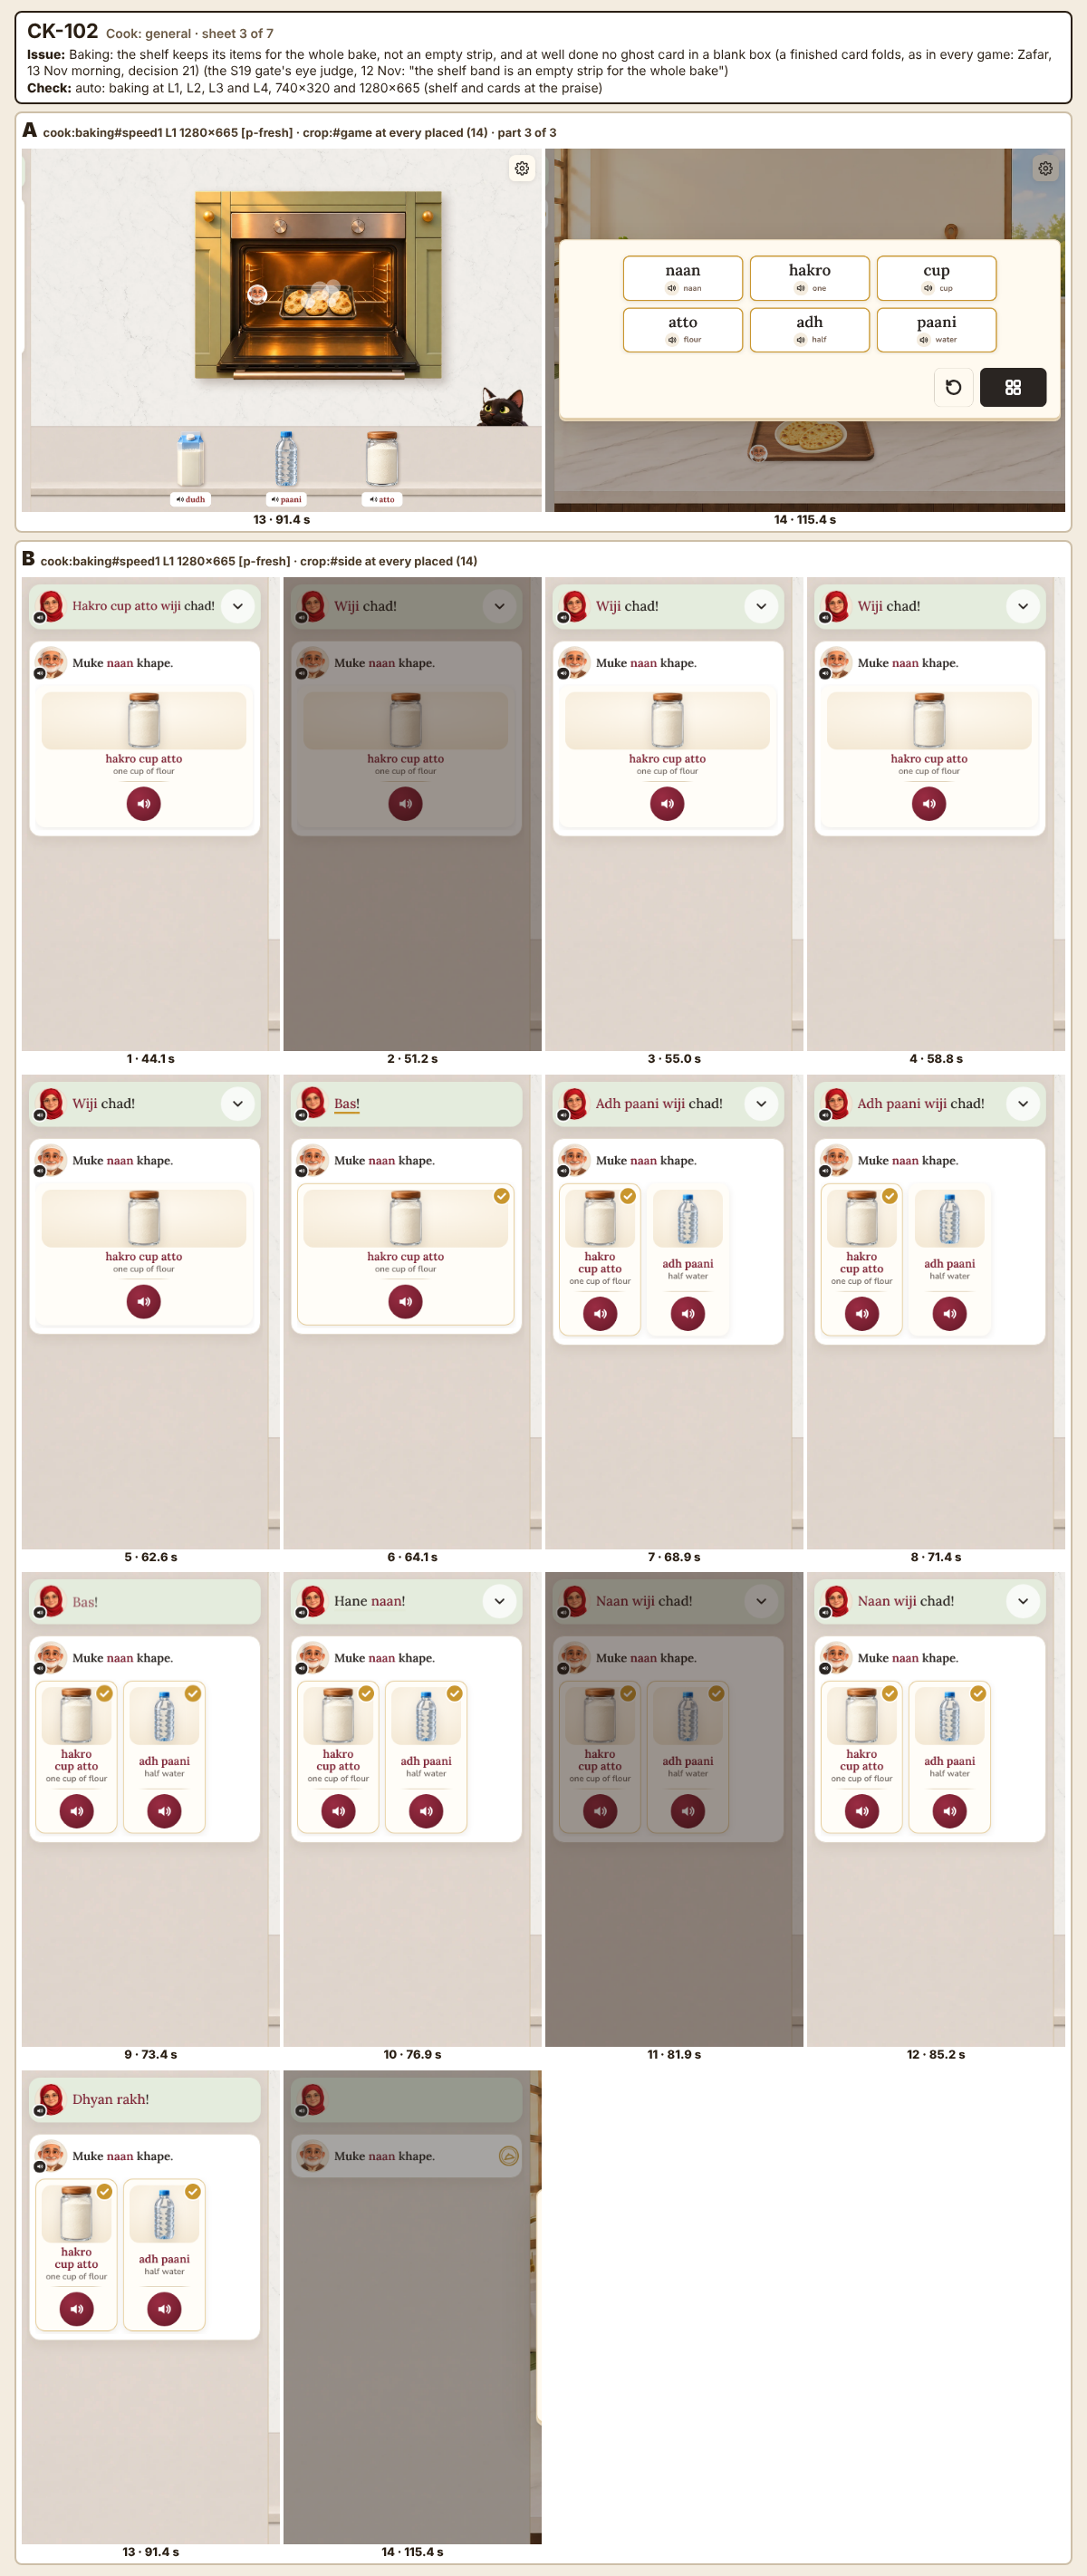 CK-102 Cook: general · sheet 3 of 7
Issue: Baking: the shelf keeps its items for the whole bake, not an empty strip, and at well done no ghost card in a blank box (a finished card folds, as in every game: Zafar,
13 Nov morning, decision 21) (the S19 gate's eye judge, 12 Nov: "the shelf band is an empty strip for the whole bake")
Check: auto: baking at L1, L2, L3 and L4, 740×320 and 1280×665 (shelf and cards at the praise)
A cook:baking#speed1 L1 1280×665 [p-fresh] · crop:#game at every placed (14) · part 3 of 3
dudh paani atto
naan hakro cup
naan one cup
atto adh paani
flour half water
13 · 91.4 s 14 · 115.4 s
B cook:baking#speed1 L1 1280×665 [p-fresh] · crop:#side at every placed (14)
Hakro cup atto wiji chad! Wiji chad! Wiji chad! Wiji chad!
Muke naan khape. Muke naan khape. Muke naan khape. Muke naan khape.
hakro cup atto hakro cup atto hakro cup atto hakro cup atto
one cup of flour one cup of flour one cup of flour one cup of flour
1 · 44.1 s 2 · 51.2 s 3 · 55.0 s 4 · 58.8 s
Wiji chad! Bas! Adh paani wiji chad! Adh paani wiji chad!
Muke naan khape. Muke naan khape. Muke naan khape. Muke naan khape.
hakro cup atto hakro cup atto hakro cup atto adh paani hakro cup atto adh paani
one cup of flour one cup of flour one cup of flour half water one cup of flour half water
5 · 62.6 s 6 · 64.1 s 7 · 68.9 s 8 · 71.4 s
Bas! Hane naan! Naan wiji chad! Naan wiji chad!
Muke naan khape. Muke naan khape. Muke naan khape. Muke naan khape.
hakro cup atto adh paani hakro cup atto adh paani hakro cup atto adh paani hakro cup atto adh paani
one cup of flour half water one cup of flour half water one cup of flour half water one cup of flour half water
9 · 73.4 s 10 · 76.9 s 11 · 81.9 s 12 · 85.2 s
Dhyan rakh!
Muke naan khape. Muke naan khape.
hakro cup atto adh paani
one cup of flour half water
13 · 91.4 s 14 · 115.4 s